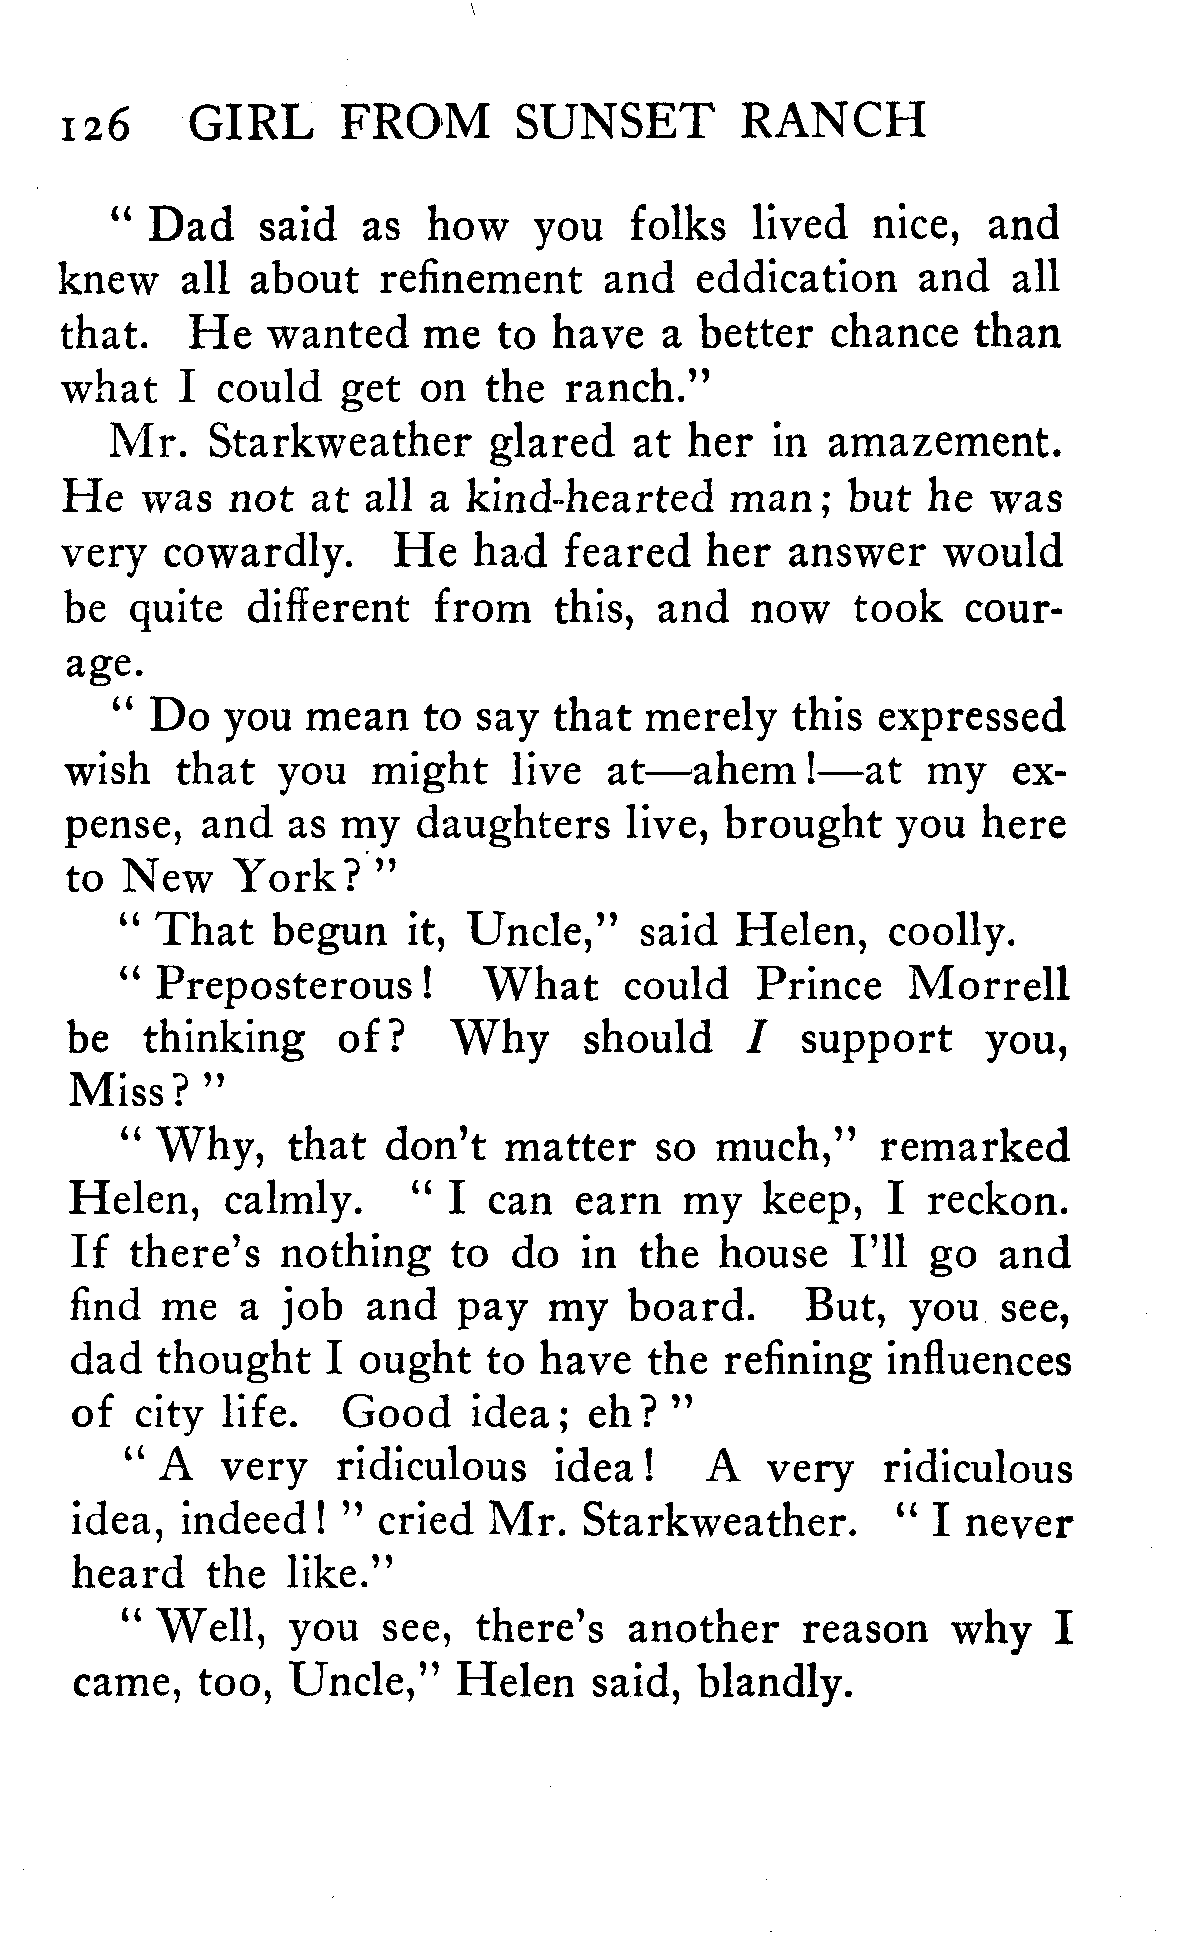 126 GIRL FROM SUNSET RANCH
“ Dad said as how you folks lived nice, and
knew all about refinement and eddication and all
that. He wanted me to have a better chance than
what I could get on the ranch.”
Mr. Starkweather glared at her in amazement.
He was not at all a kind-hearted man; but he was
very cowardly. He had feared her answer would
be quite different from this, and now took cour-
age.
“ Do you mean to say that merely this expressed
wish that you might live at—ahem!—at my ex-
pense, and as my daughters live, brought you here
to New York? ”
“ That begun it, Uncle,” said Helen, coolly.
“ Preposterous! What could Prince Morrell
be thinking of? Why should I support you,
Miss? ”
“ Why, that don’t matter so much,” remarked
Helen, calmly. “ I can earn my keep, I reckon.
If there’s nothing to do in the house I’ll go and
find me a job and pay my board. But, you see,
dad thought I ought to have the refining influences
of city life. Good idea; eh? ”
“ A very ridiculous idea! A very ridiculous
idea, indeed! ” cried Mr. Starkweather. “ I never
heard the like.”
“ Well, you see, there’s another reason why I
came, too, Uncle,” Helen said, blandly.